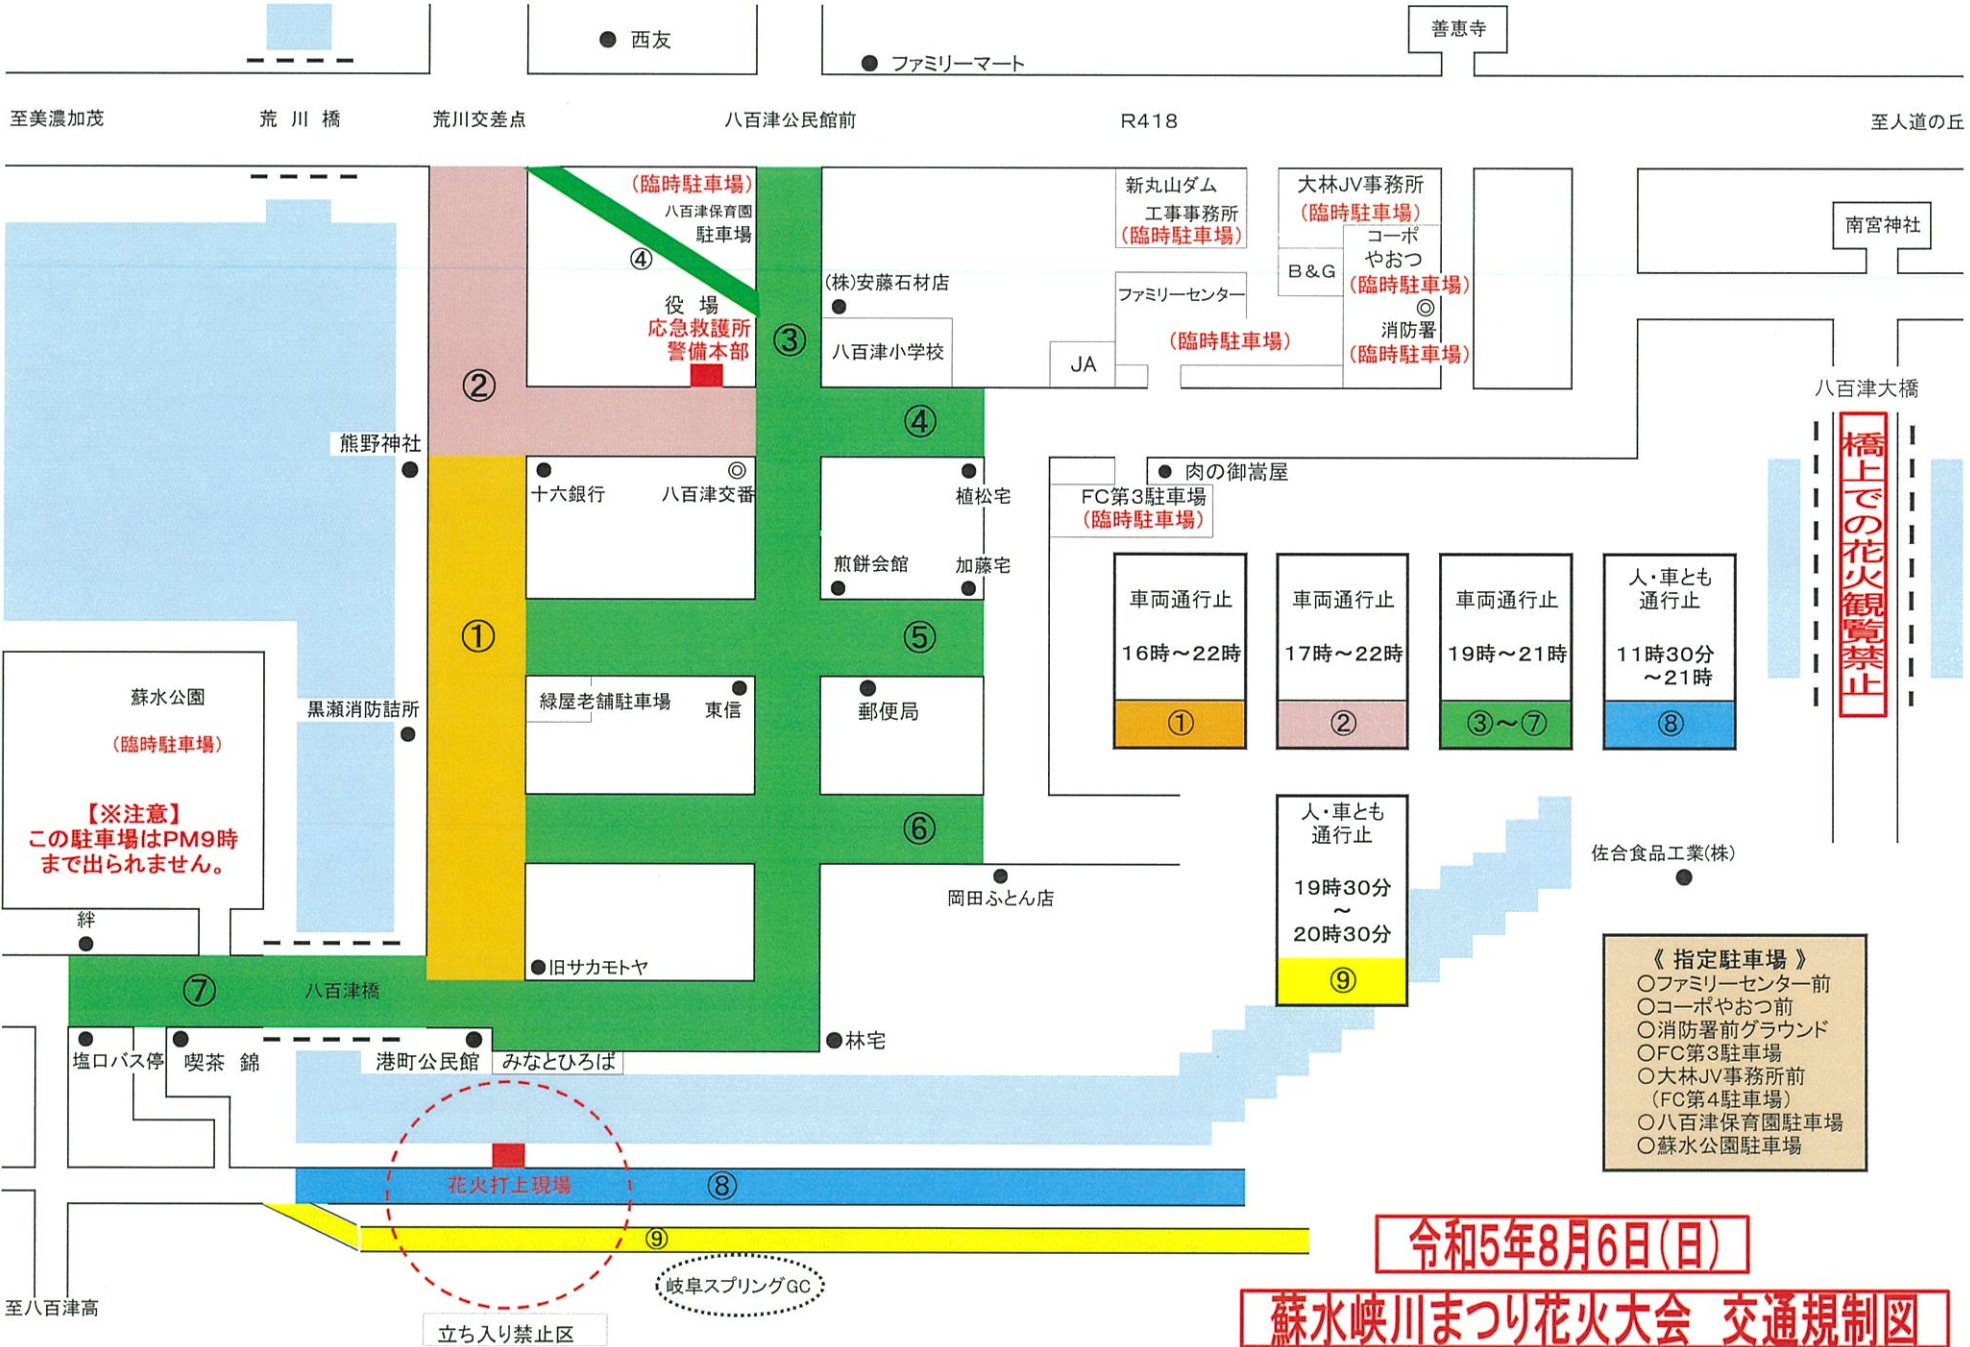 西友
善恵寺
ファミリーマート
至美濃加茂
荒川橋
荒川交差点
八百津公民館前
R418
至人道の丘
(臨時駐車場)
八百津保育園
駐車場
④
新丸山ダム
工事事務所
(臨時駐車場)
大林JV事務所
(臨時駐車場)
コーポ
やおつ
(臨時駐車場)
B&G
◎
消防署
(臨時駐車場)
南宮神社
役場
応急救護所
警備本部
③
(株)安藤石材店
八百津小学校
ファミリーセンター
(臨時駐車場)
JA
②
④
八百津大橋
橋上での花火観覧禁止
熊野神社
十六銀行
◎
八百津交番
植松宅
肉の御嵩屋
FC第3駐車場
(臨時駐車場)
煎餅会館
加藤宅
①
⑤
車両通行止
16時～22時
①
車両通行止
17時～22時
②
車両通行止
19時～21時
③～⑦
人・車とも
通行止
11時30分
～21時
⑧
蘇水公園
(臨時駐車場)
【※注意】
この駐車場はPM9時
まで出られません。
黒瀬消防詰所
緑屋老舗駐車場
東信
郵便局
⑥
人・車とも
通行止
19時30分
～
20時30分
⑨
佐合食品工業(株)
岡田ふとん店
絆
旧サカモトヤ
⑦
八百津橋
塩口バス停
喫茶 錦
港町公民館
みなとひろば
林宅
《 指定駐車場 》
○ファミリーセンター前
○コーポやおつ前
○消防署前グラウンド
○FC第3駐車場
○大林JV事務所前
(FC第4駐車場)
○八百津保育園駐車場
○蘇水公園駐車場
花火打上現場
⑧
⑨
岐阜スプリングGC
至八百津高
立ち入り禁止区
令和5年8月6日(日)
蘇水峡川まつり花火大会 交通規制図